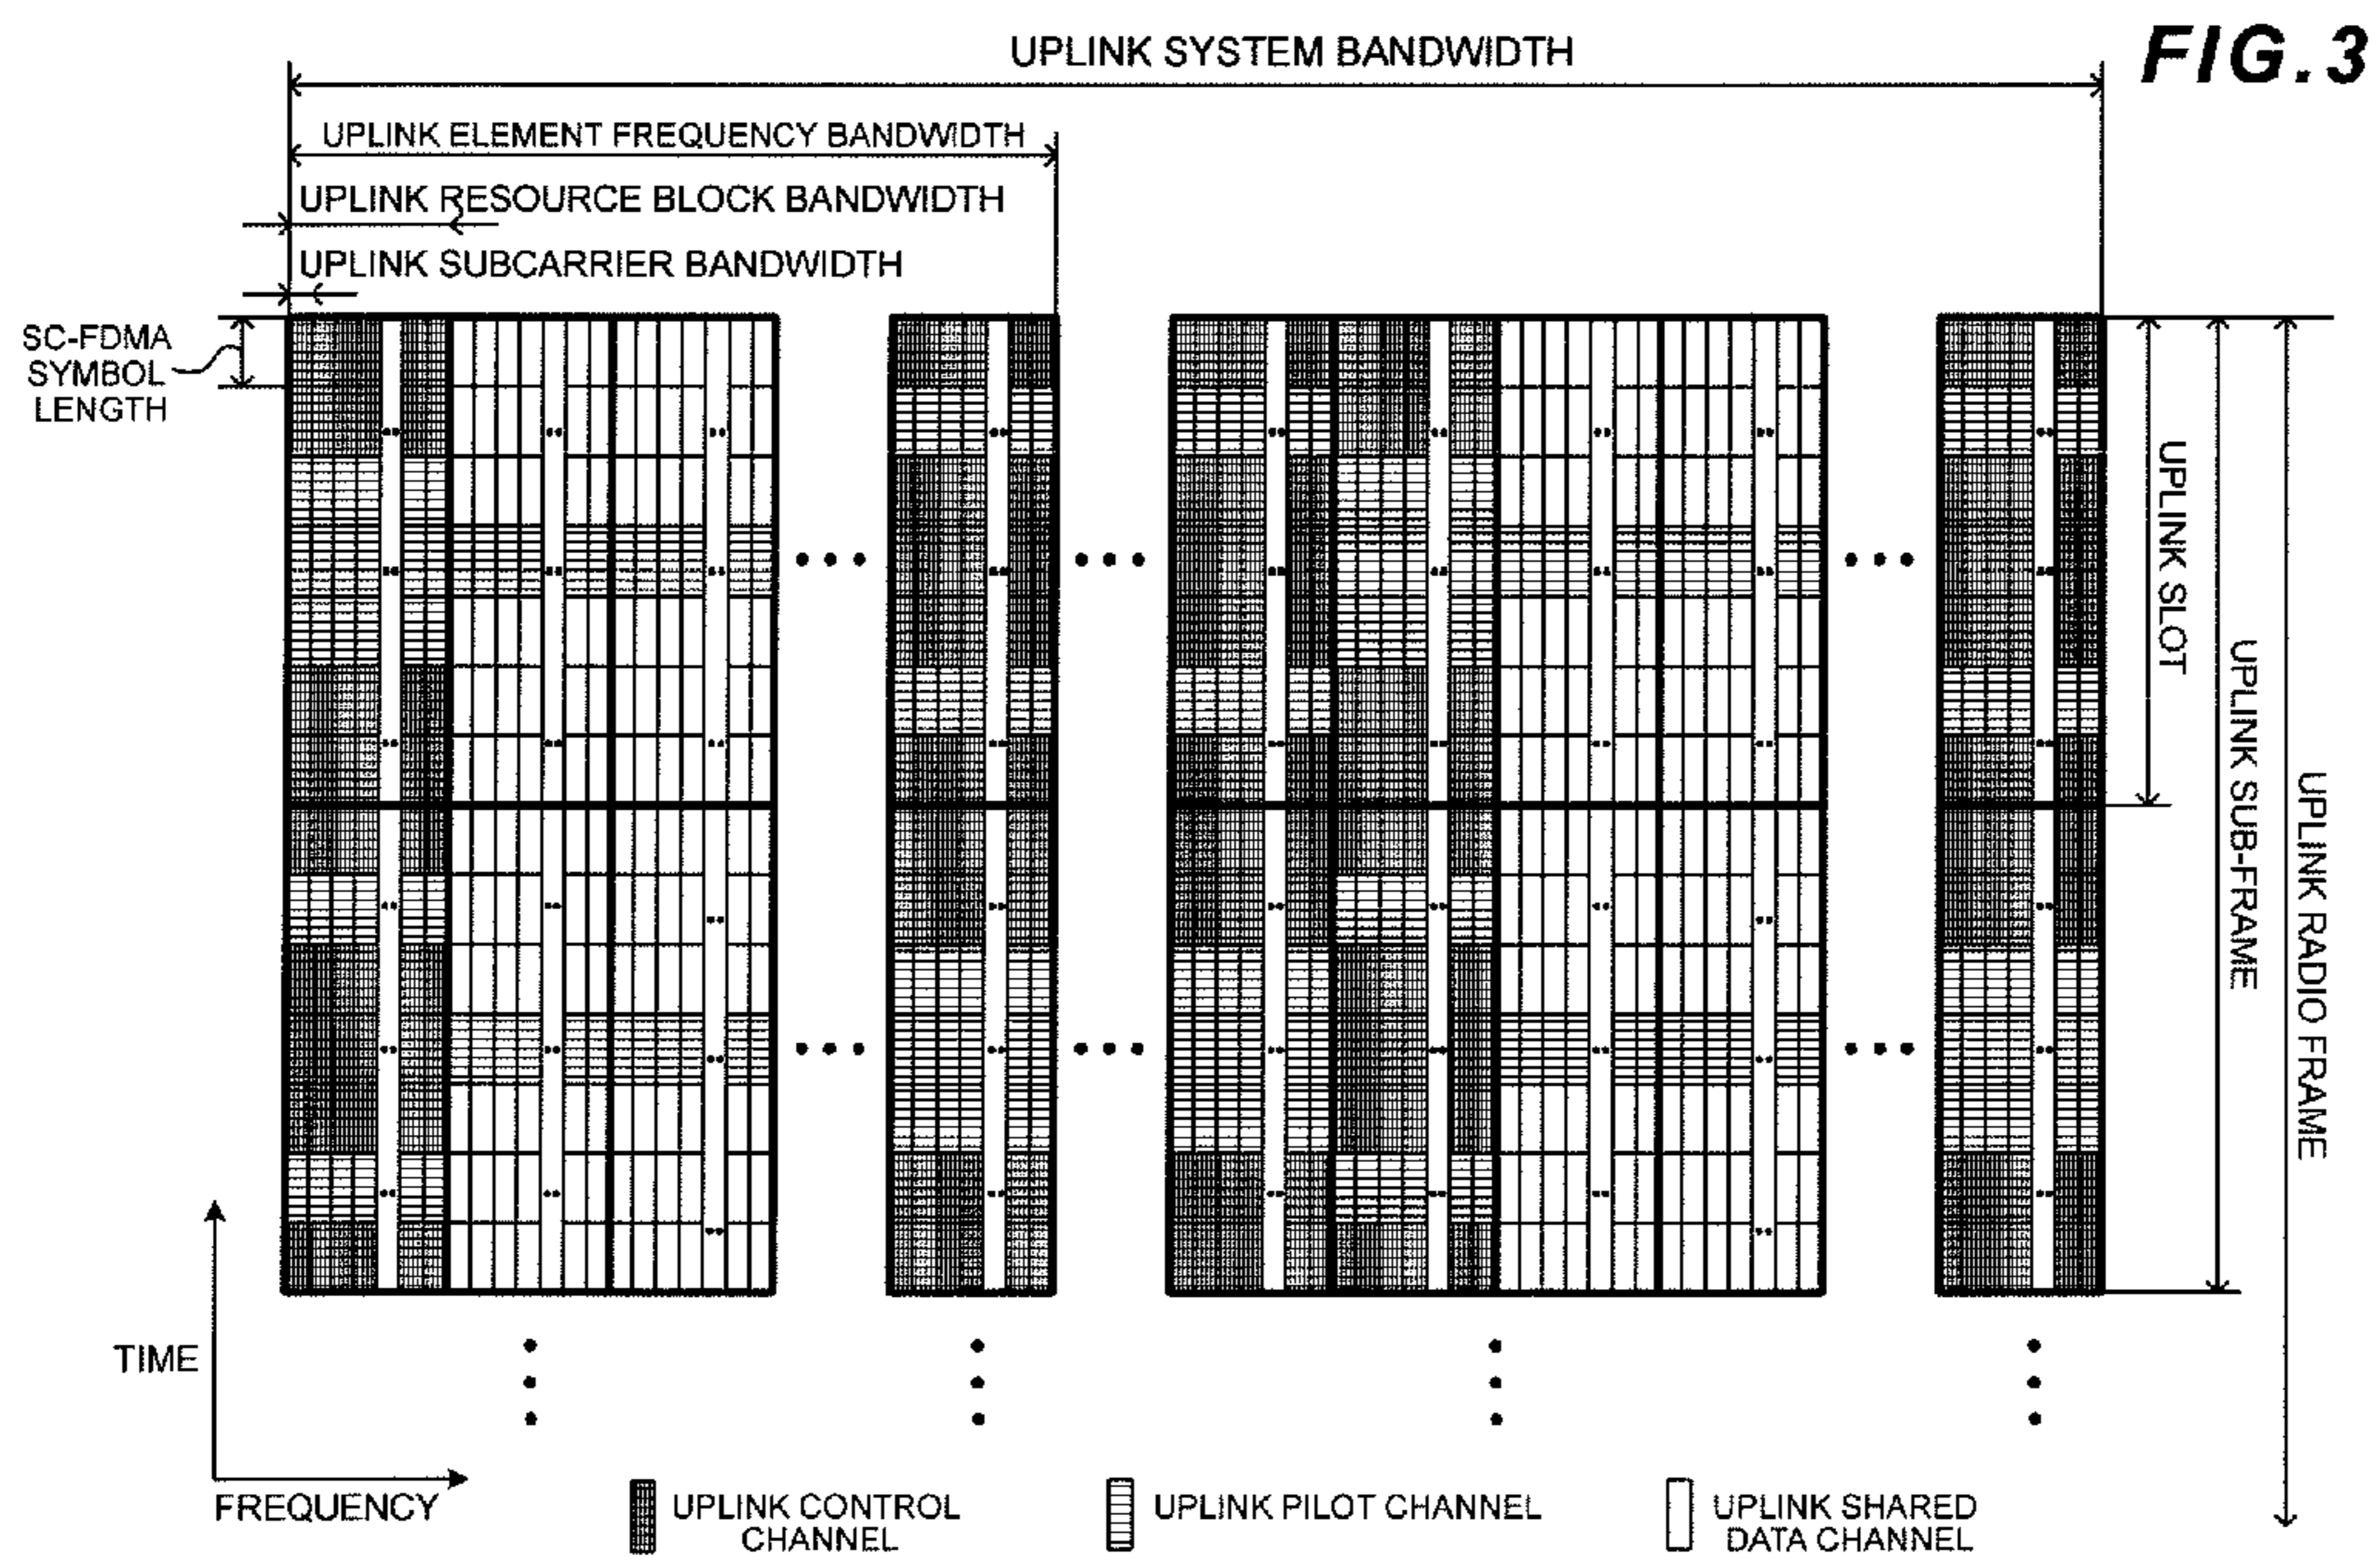 FIG.3
UPLINK SYSTEM BANDWIDTH
UPLINK ELEMENT FREQUENCY BANDWIDTH
UPLINK RESOURCE BLOCK BANDWIDTH
UPLINK SUBCARRIER BANDWIDTH
SC-FDMA
SYMBOL
LENGTH
UPLINK SLOT
UPLINK SUB-FRAME
UPLINK RADIO FRAME
TIME
FREQUENCY
UPLINK CONTROL
CHANNEL
UPLINK PILOT CHANNEL
UPLINK SHARED
DATA CHANNEL